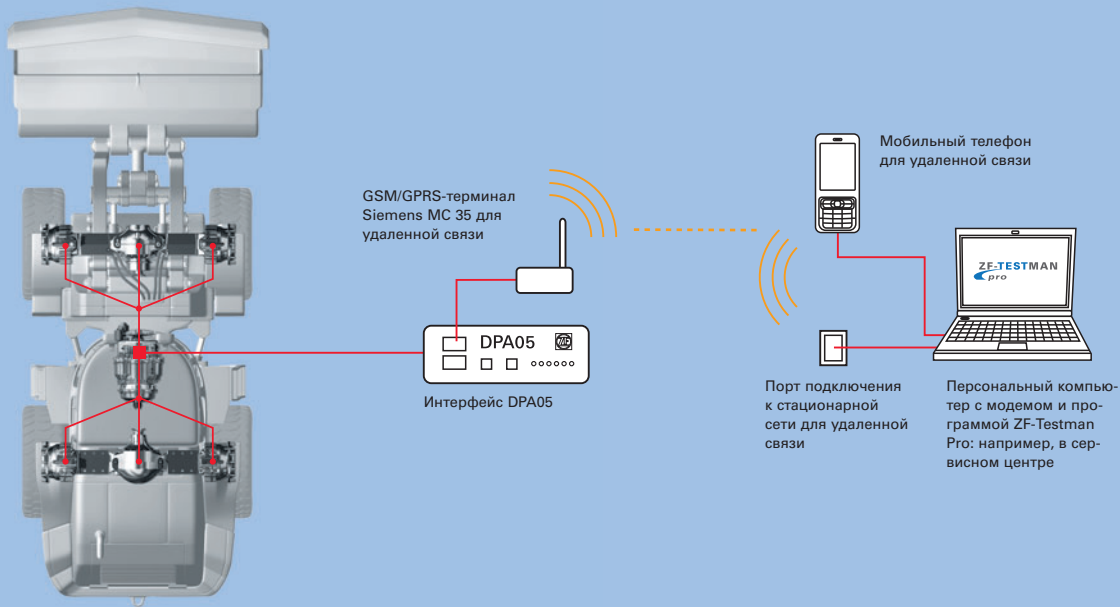 Мобильный телефон
для удаленной связи
GSM/GPRS-терминал
Siemens MC 35 для
удаленной связи
ZF-TESTMAN
pro
DPA05
Интерфейс DPA05
Порт подключения
к стационарной
сети для удаленной
связи
Персональный компью-
тер с модемом и про-
граммой ZF-Testman
Pro: например, в сер-
висном центре